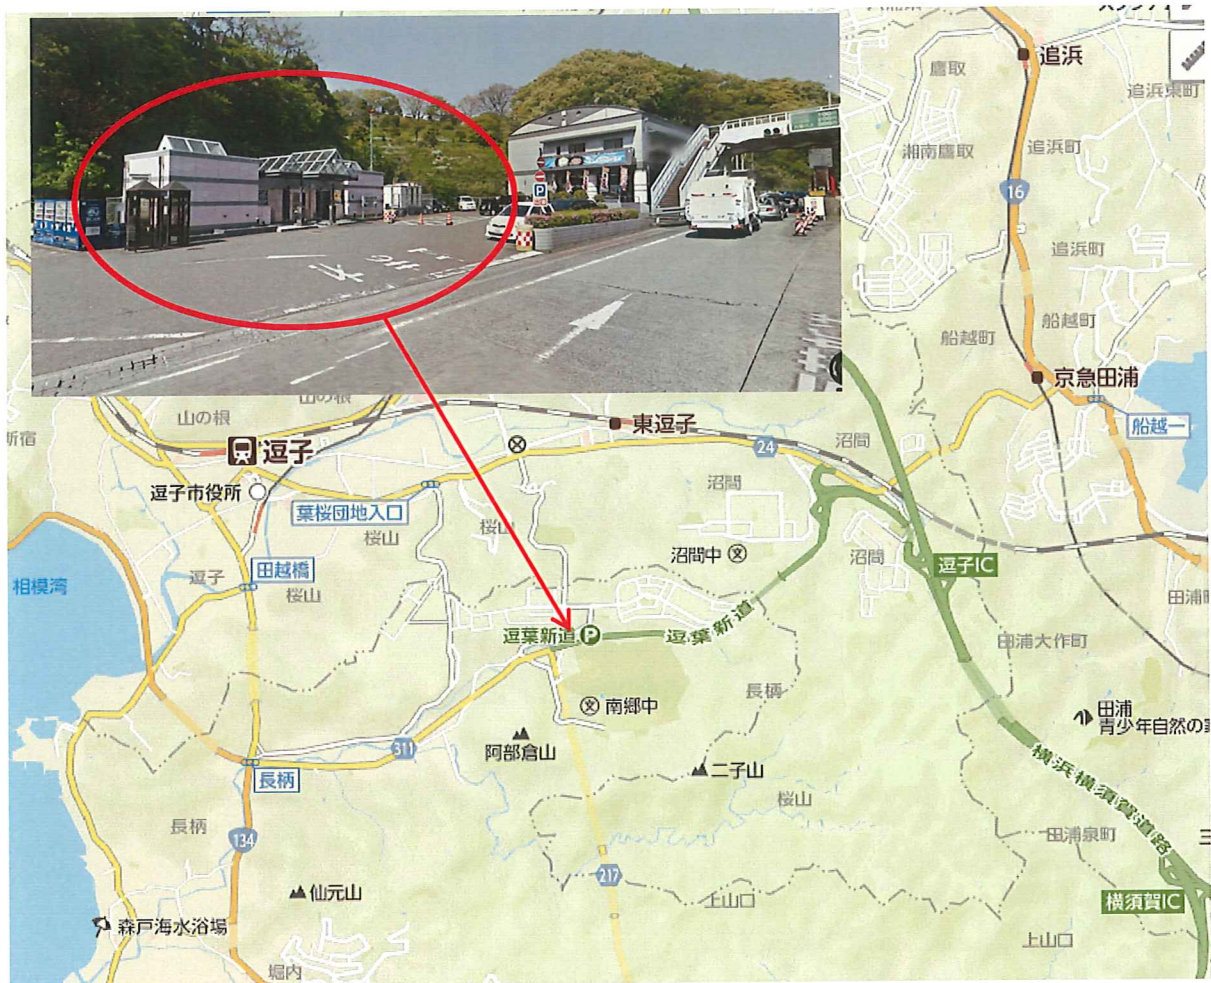 追浜
鷹取
追浜東町
湘南鷹取
追浜町
16
追浜町
船越町
船越町
京急田浦
船越一
山の根
山の根
新宿
逗子
東逗子
24
沼間
沼間
逗子市役所
葉桜団地入口
桜山
桜山
沼間中
沼間
逗子IC
相模湾
逗子
田越橋
桜山
田浦
逗葉新道
P
逗葉新道
田浦大作町
長柄
南郷中
田浦
青少年自然の
311
阿部倉山
二子山
長柄
桜山
横浜横須賀道路
長柄
134
田浦泉町
217
仙元山
上山口
横須賀IC
森戸海水浴場
上山口
堀内
P